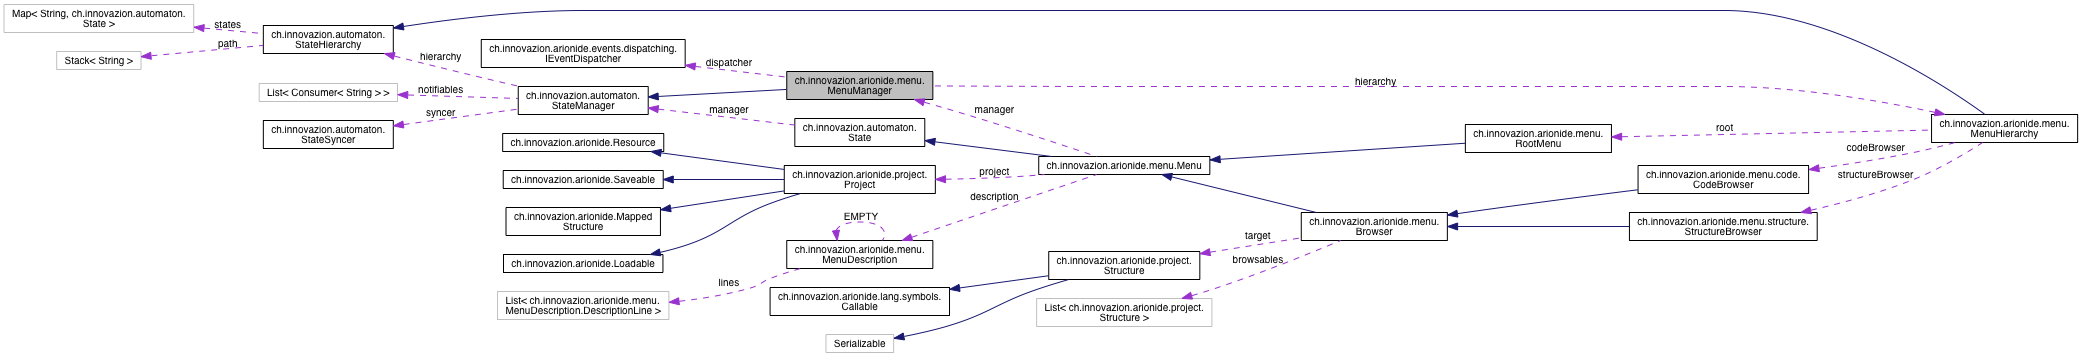 Map< String, ch.innovazion.automaton.
State >
states
path
Stack< String >
ch.innovazion.automaton.
StateHierarchy
hierarchy
List< Consumer< String > >
notifiables
syncer
ch.innovazion.automaton.
StateSyncer
ch.innovazion.arionide.events.dispatching.
IEventDispatcher
dispatcher
ch.innovazion.automaton.
StateManager
manager
ch.innovazion.arionide.menu.
MenuManager
hierarchy
manager
ch.innovazion.automaton.
State
ch.innovazion.arionide.Resource
ch.innovazion.arionide.Saveable
ch.innovazion.arionide.Mapped
Structure
ch.innovazion.arionide.Loadable
ch.innovazion.arionide.project.
Project
project
description
EMPTY
ch.innovazion.arionide.menu.
MenuDescription
lines
List< ch.innovazion.arionide.menu.
MenuDescription.DescriptionLine >
ch.innovazion.arionide.menu.Menu
ch.innovazion.arionide.lang.symbols.
Callable
Serializable
ch.innovazion.arionide.project.
Structure
List< ch.innovazion.arionide.project.
Structure >
target
browsables
ch.innovazion.arionide.menu.
Browser
ch.innovazion.arionide.menu.
RootMenu
root
codeBrowser
structureBrowser
ch.innovazion.arionide.menu.code.
CodeBrowser
ch.innovazion.arionide.menu.structure.
StructureBrowser
ch.innovazion.arionide.menu.
MenuHierarchy